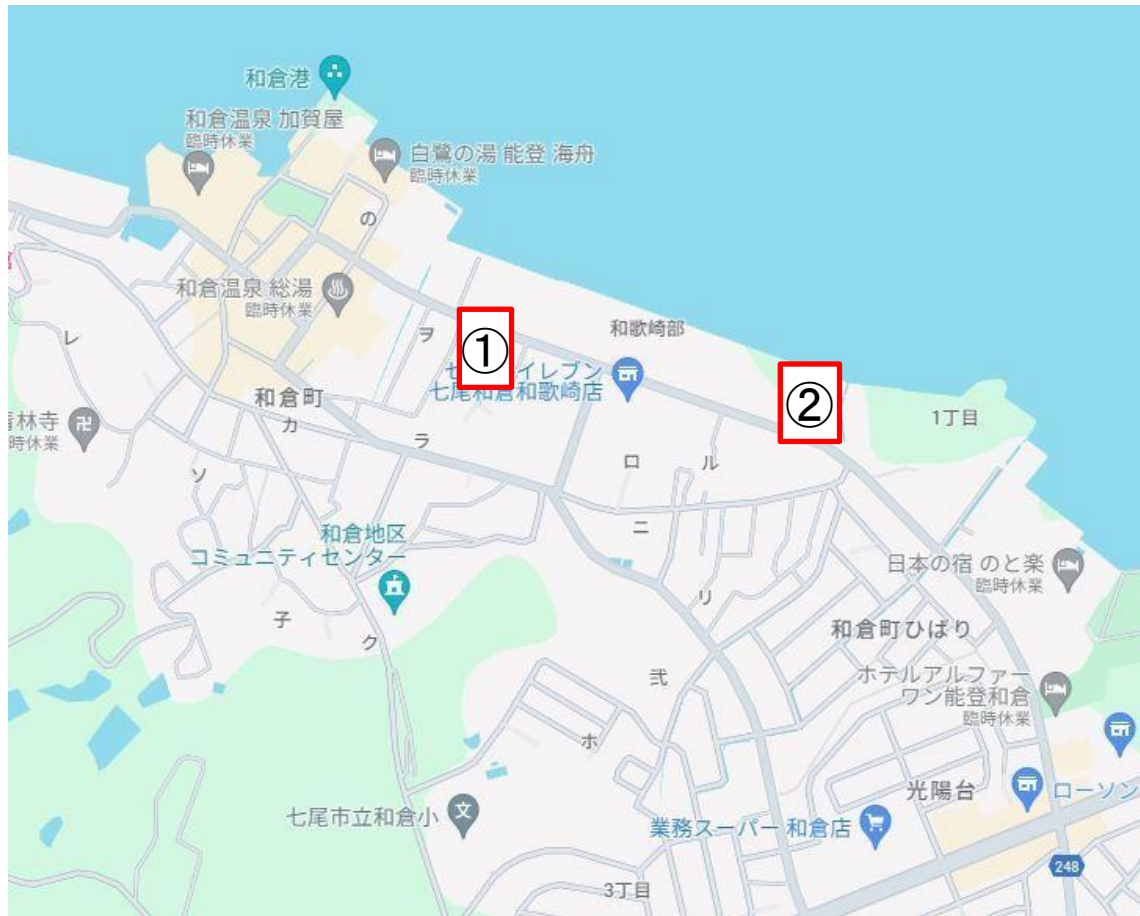 和倉港
和倉温泉 加賀屋
臨時休業
白鷺の湯 能登 海舟
臨時休業
の
和倉温泉 総湯
臨時休業
レ
ヲ
①
和歌崎部
イレブン
七尾和倉和歌崎店
②
1丁目
和倉町
カ
ラ
林寺
時休業
ソ
ロ
ル
ニ
和倉地区
コミュニティセンター
子
ク
リ
日本の宿 のと楽
臨時休業
和倉町ひばり
弐
ホテルアルファー
ワン能登和倉
臨時休業
ホ
光陽台
ローソン
七尾市立和倉小
業務スーパー 和倉店
248
3丁目